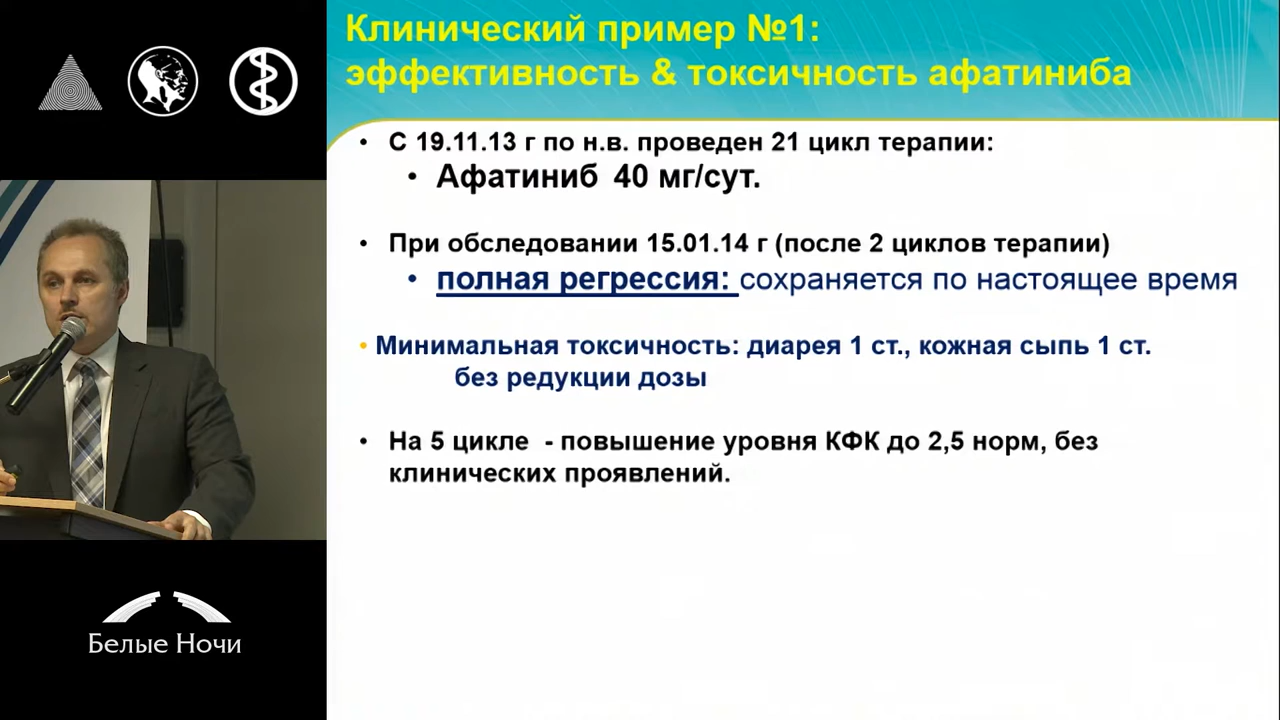 Клинический пример №1:
эффективность & токсичность афатиниба
• С 19.11.13 г по н.в. проведен 21 цикл терапии:
• Афатиниб 40 мг/сут.
• При обследовании 15.01.14 г (после 2 циклов терапии)
• полная регрессия: сохраняется по настоящее время
• Минимальная токсичность: диарея 1 ст., кожная сыпь 1 ст.
без редукции дозы
• На 5 цикле - повышение уровня КФК до 2,5 норм, без
клинических проявлений.
Белые Ночи